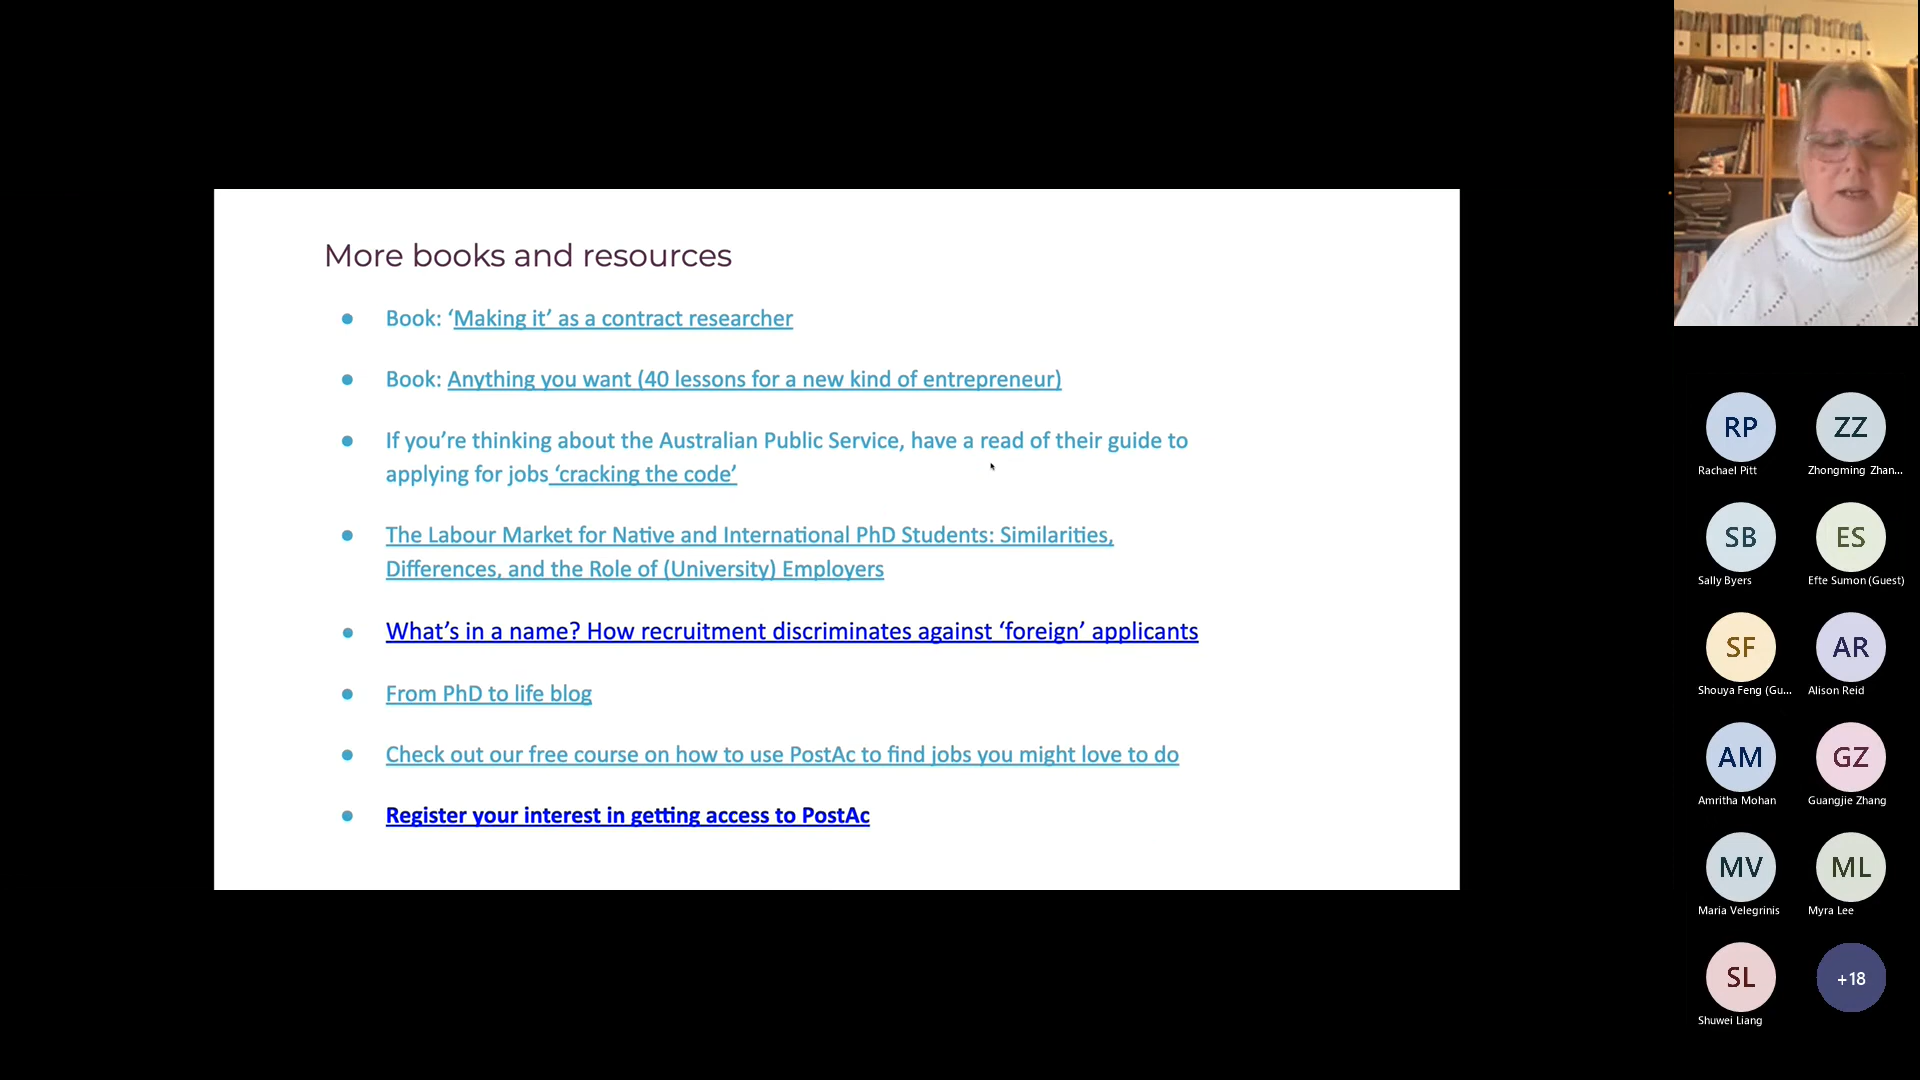 More books and resources
● Book: ‘Making it’ as a contract researcher
● Book: Anything you want (40 lessons for a new kind of entrepreneur)
● If you’re thinking about the Australian Public Service, have a read of their guide to
applying for jobs ‘cracking the code’
● The Labour Market for Native and International PhD Students: Similarities,
Differences, and the Role of (University) Employers
● What’s in a name? How recruitment discriminates against ‘foreign’ applicants
● From PhD to life blog
● Check out our free course on how to use PostAc to find jobs you might love to do
● Register your interest in getting access to PostAc
RP ZZ
Rachael Pitt Zhongming Zhan...
SB ES
Sally Byers Efte Sumon (Guest)
SF AR
Shouya Feng (Gu... Alison Reid
AM GZ
Amritha Mohan Guangjie Zhang
MV ML
Maria Velegrinis Myra Lee
SL +18
Shuwei Liang